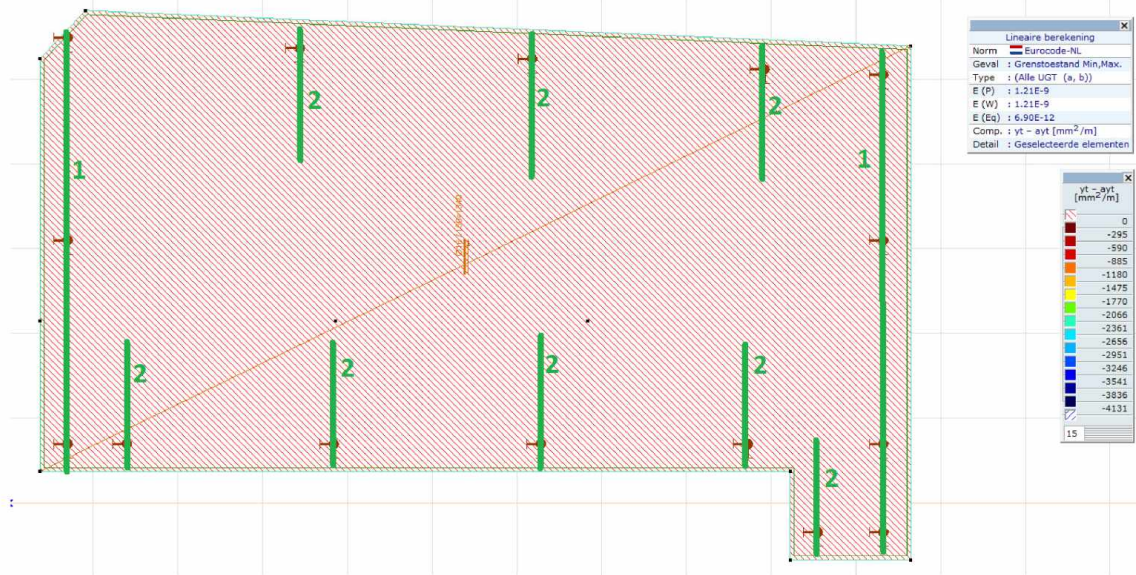 Lineaire berekening
Norm Eurocode-NL
Geval : Grenstoestand Min,Max.
Type : (Alle UGT (a, b))
E (P) : 1.21E-9
E (W) : 1.21E-9
E (Eq) : 6.90E-12
Comp. : yt - ayt [mm²/m]
Detail : Geselecteerde elementen
2
2
2
1
1
yt - ayt
[mm²/m]
0
-295
-590
-885
-1180
-1475
-1770
-2066
-2361
-2656
-2951
-3246
-3541
-3836
-4131
15
2
2
2
2
2